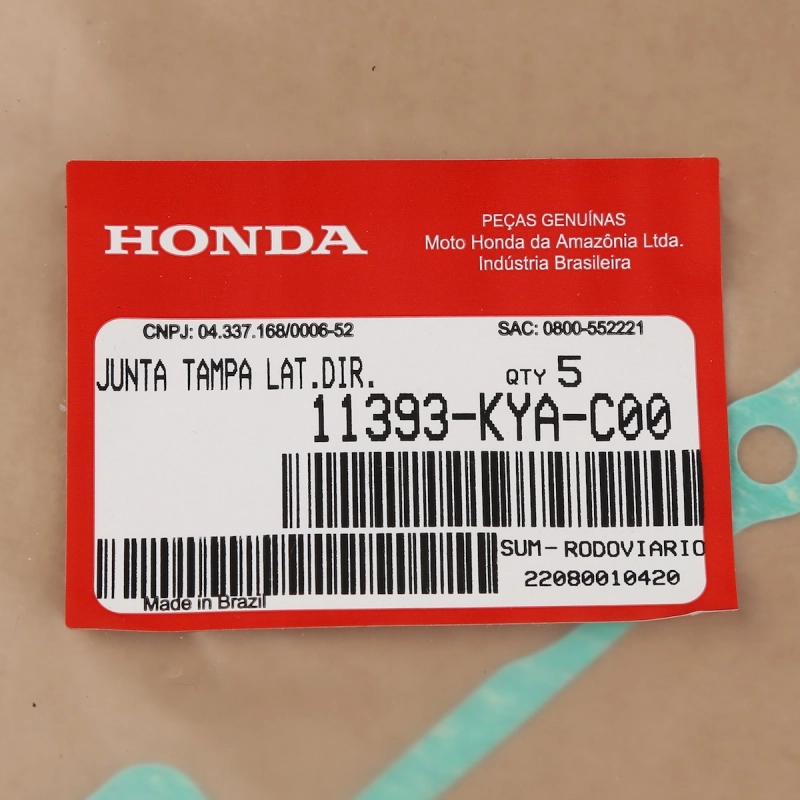 HONDA
PEÇAS GENUÍNAS
Moto Honda da Amazônia Ltda.
Indústria Brasileira
CNPJ: 04.337.168/0006-52
SAC: 0800-552221
JUNTA TAMPA LAT.DIR.
QTY 5
11393-KYA-C00
SUM-RODOVIARIO
22080010420
Made in Brazil